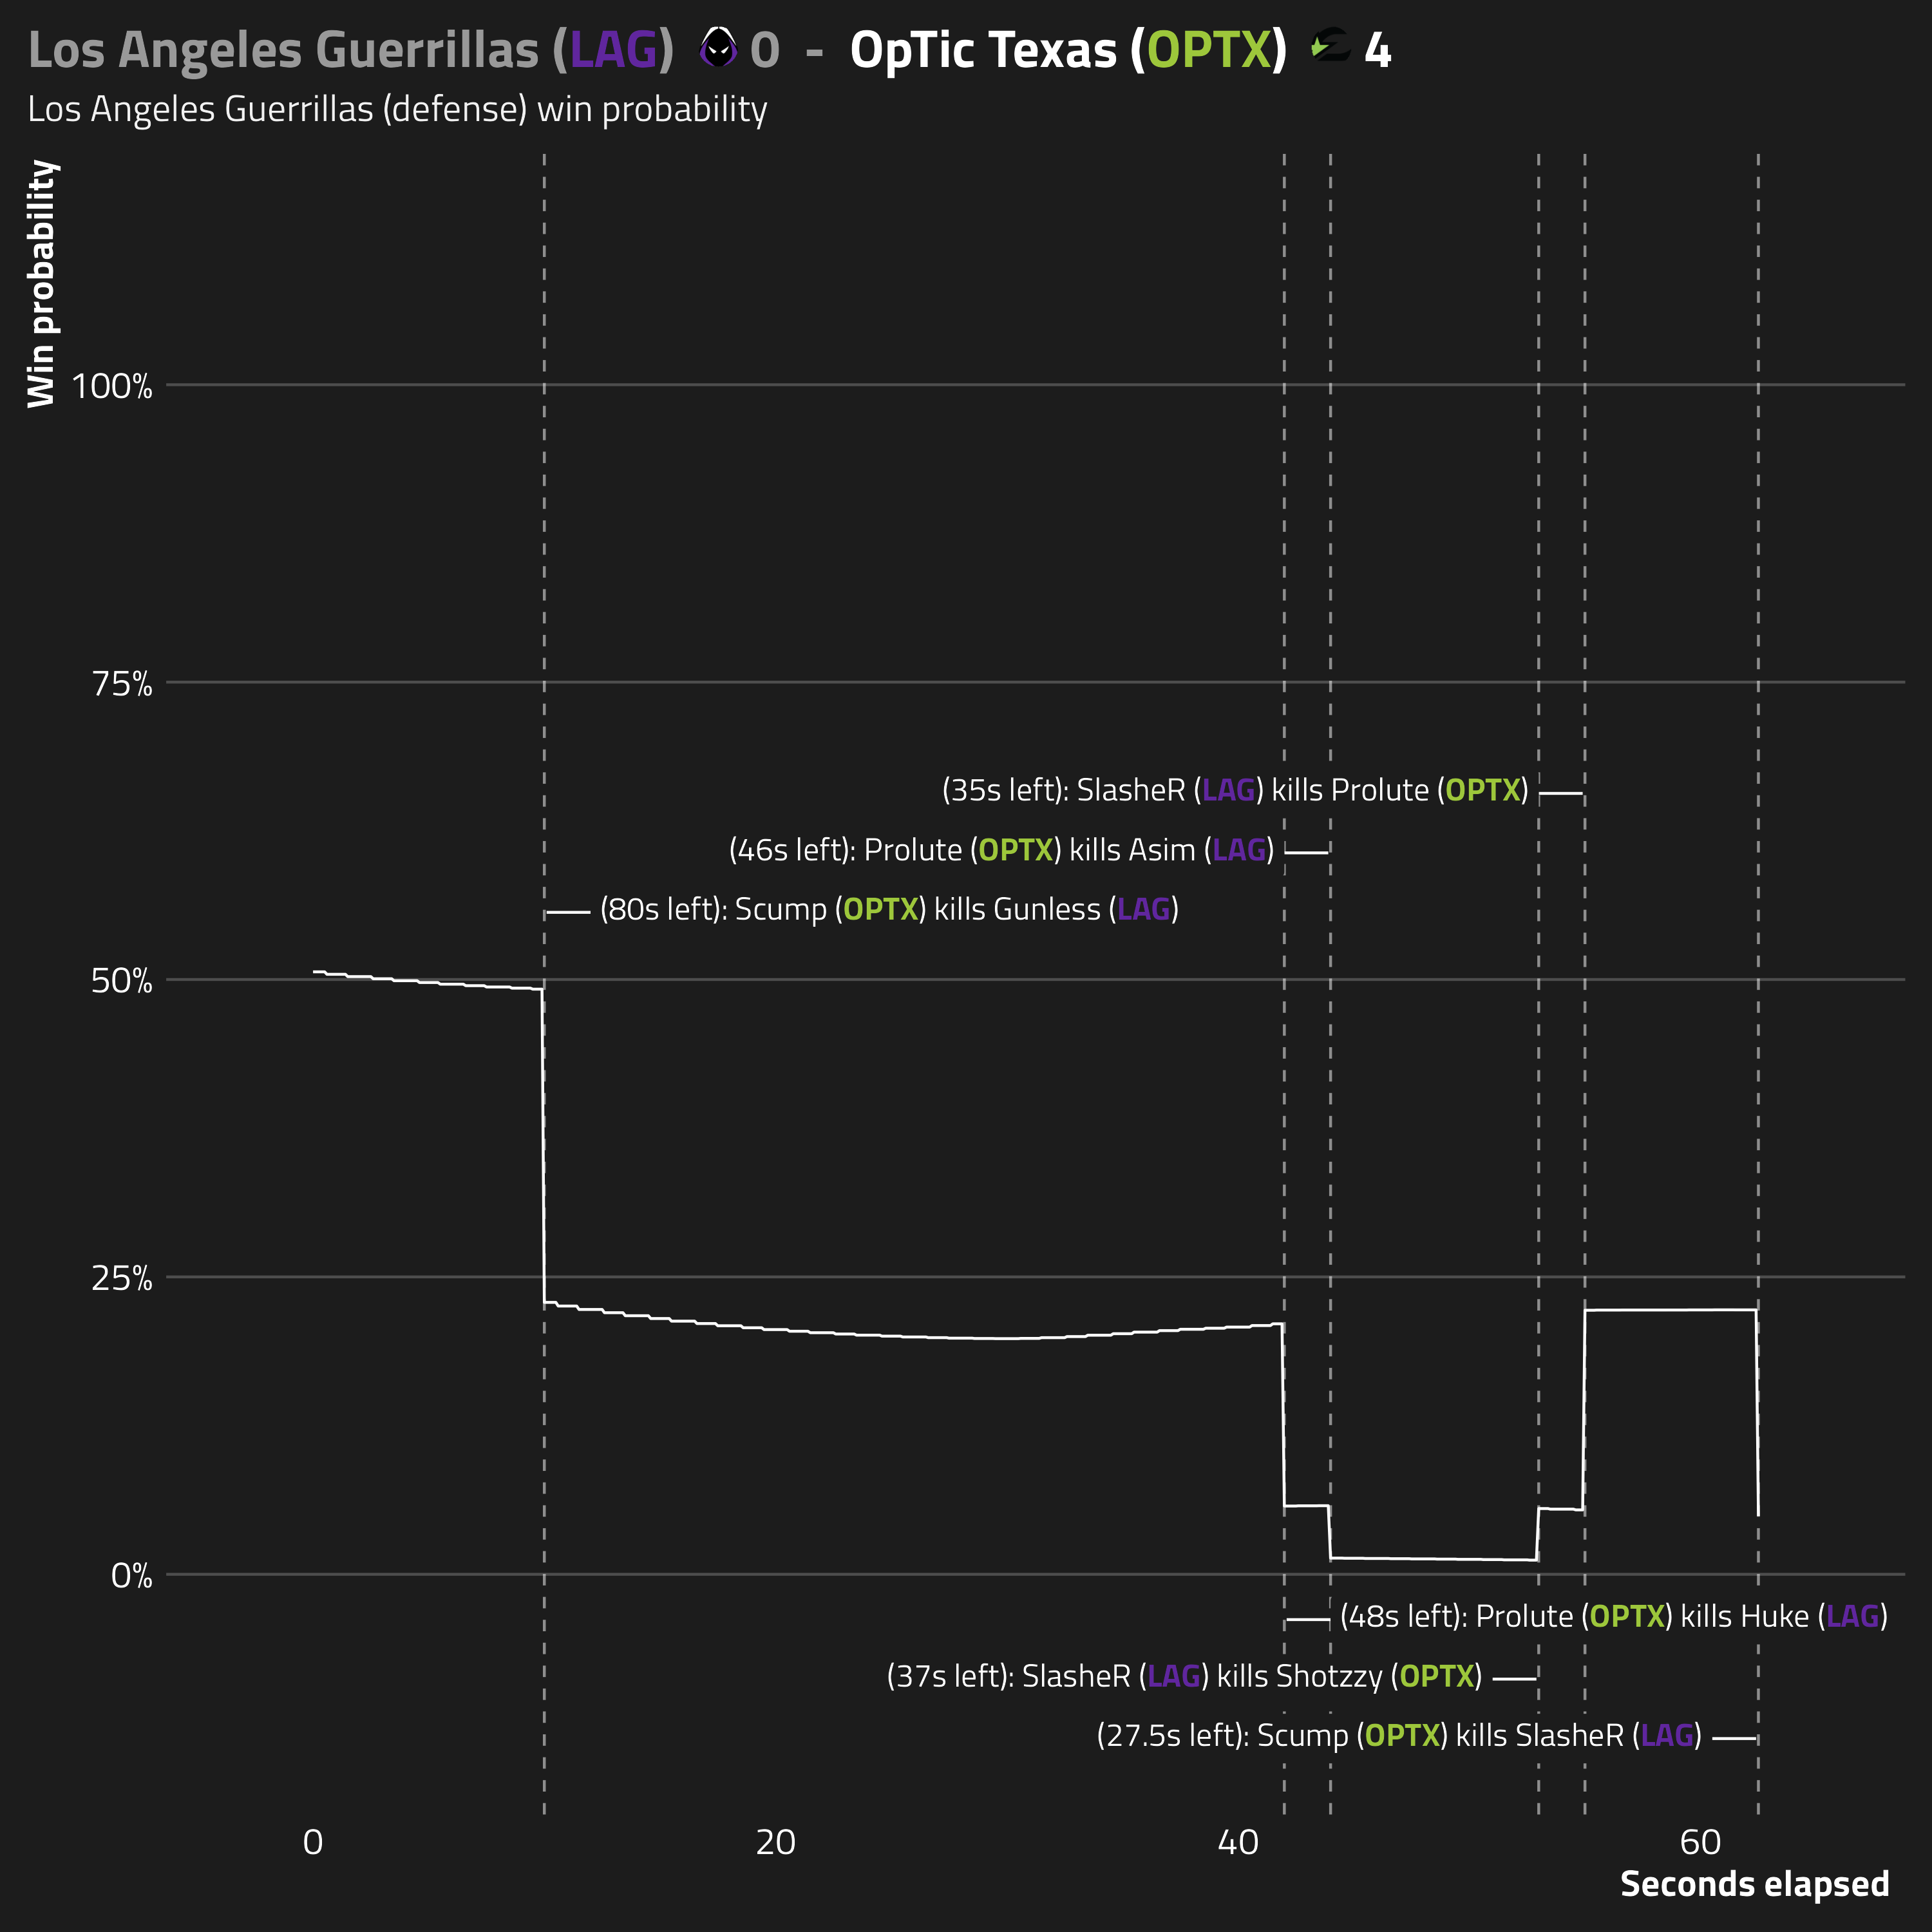 Los Angeles Guerrillas (LAG) 0 - OpTic Texas (OPTX) 4
Los Angeles Guerrillas (defense) win probability
Win probability
100%
75%
(35s left): SlasheR (LAG) kills Prolute (OPTX)
(46s left): Prolute (OPTX) kills Asim (LAG)
(80s left): Scump (OPTX) kills Gunless (LAG)
50%
25%
0%
(48s left): Prolute (OPTX) kills Huke (LAG)
(37s left): SlasheR (LAG) kills Shotzzy (OPTX)
(27.5s left): Scump (OPTX) kills SlasheR (LAG)
0 20 40 60
Seconds elapsed